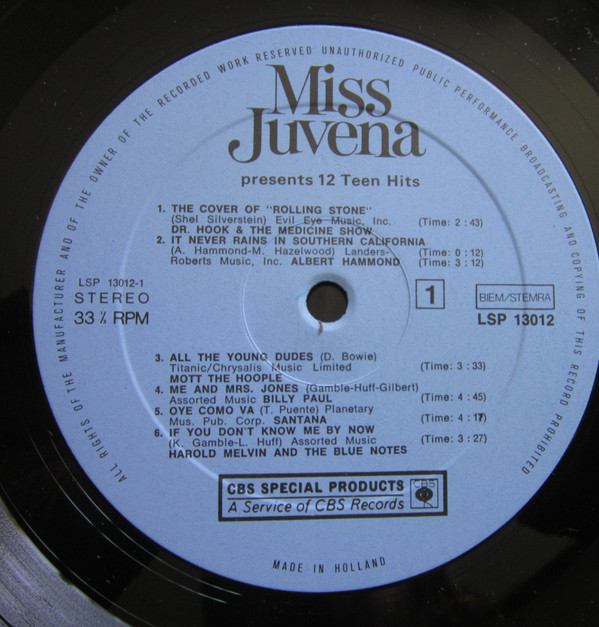 ALL RIGHTS OF THE MANUFACTURER AND OF THE OWNER OF THE RECORDED WORK RESERVED UNAUTHORIZED PUBLIC PERFORMANCE BROADCASTING AND COPYING OF THIS RECORD PROHIBITED
Miss
Juvena
presents 12 Teen Hits
1. THE COVER OF "ROLLING STONE"
(Shel Silverstein) Evil Eye Music, Inc. (Time: 2 : 43)
DR. HOOK & THE MEDICINE SHOW
2. IT NEVER RAINS IN SOUTHERN CALIFORNIA
(A. Hammond-M. Hazelwood) Landers- (Time: 0 : 12)
Roberts Music, Inc. ALBERT HAMMOND (Time: 3 : 12)
LSP 13012-1
STEREO
33 ⅓ RPM
1
BIEM/STEMRA
LSP 13012
3. ALL THE YOUNG DUDES (D. Bowie)
Titanic/Chrysalis Music Limited (Time: 3 : 33)
MOTT THE HOOPLE
4. ME AND MRS. JONES (Gamble-Huff-Gilbert)
Assorted Music BILLY PAUL (Time: 4 : 45)
5. OYE COMO VA (T. Puente) Planetary
Mus. Pub. Corp. SANTANA (Time: 4 : 17)
6. IF YOU DON'T KNOW ME BY NOW
(K. Gamble-L. Huff) Assorted Music (Time: 3 : 27)
HAROLD MELVIN AND THE BLUE NOTES
CBS SPECIAL PRODUCTS
A Service of CBS Records
CBS
MADE IN HOLLAND